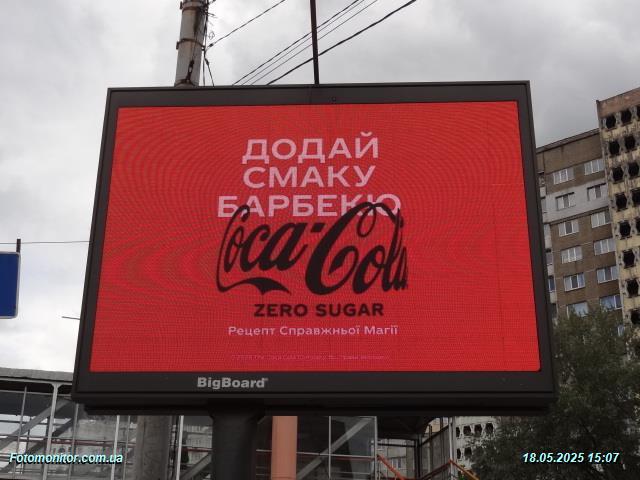 ДОДАЙ
СМАКУ
БАРБЕКЮ
Coca-Cola
ZERO SUGAR
Рецепт Справжньої Магії
BigBoard
Fotomonitor.com.ua
18.05.2025 15:07